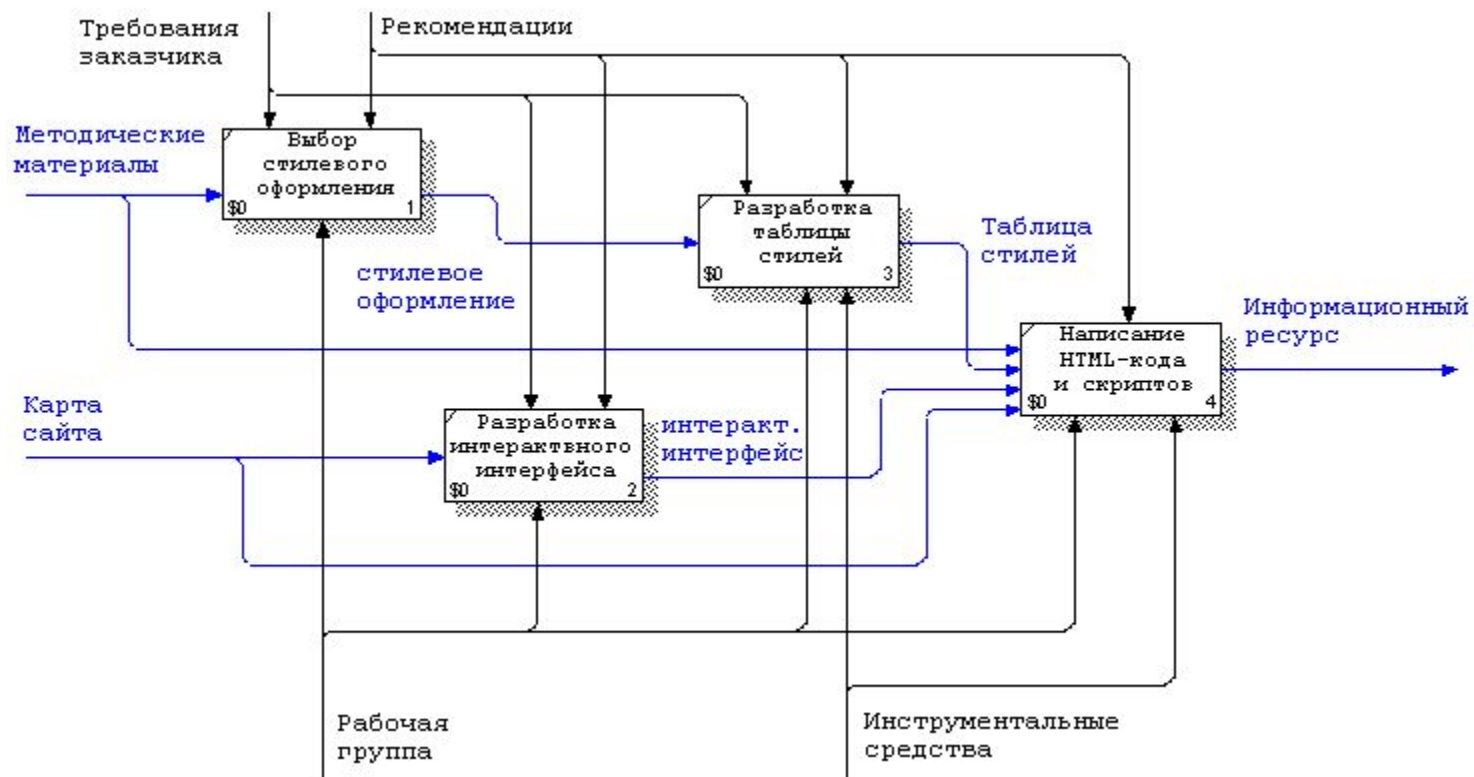 Требования
заказчика
Рекомендации
Методические
материалы
Выбор
стилевого
оформления
$0 1
Разработка
таблицы
стилей
$0 3
Таблица
стилей
стилевое
оформление
Информационный
ресурс
Написание
HTML-кода
и скриптов
$0 4
Карта
сайта
Разработка
интерактвного
интерфейса
$0 2
интеракт.
интерфейс
Рабочая
группа
Инструментальные
средства